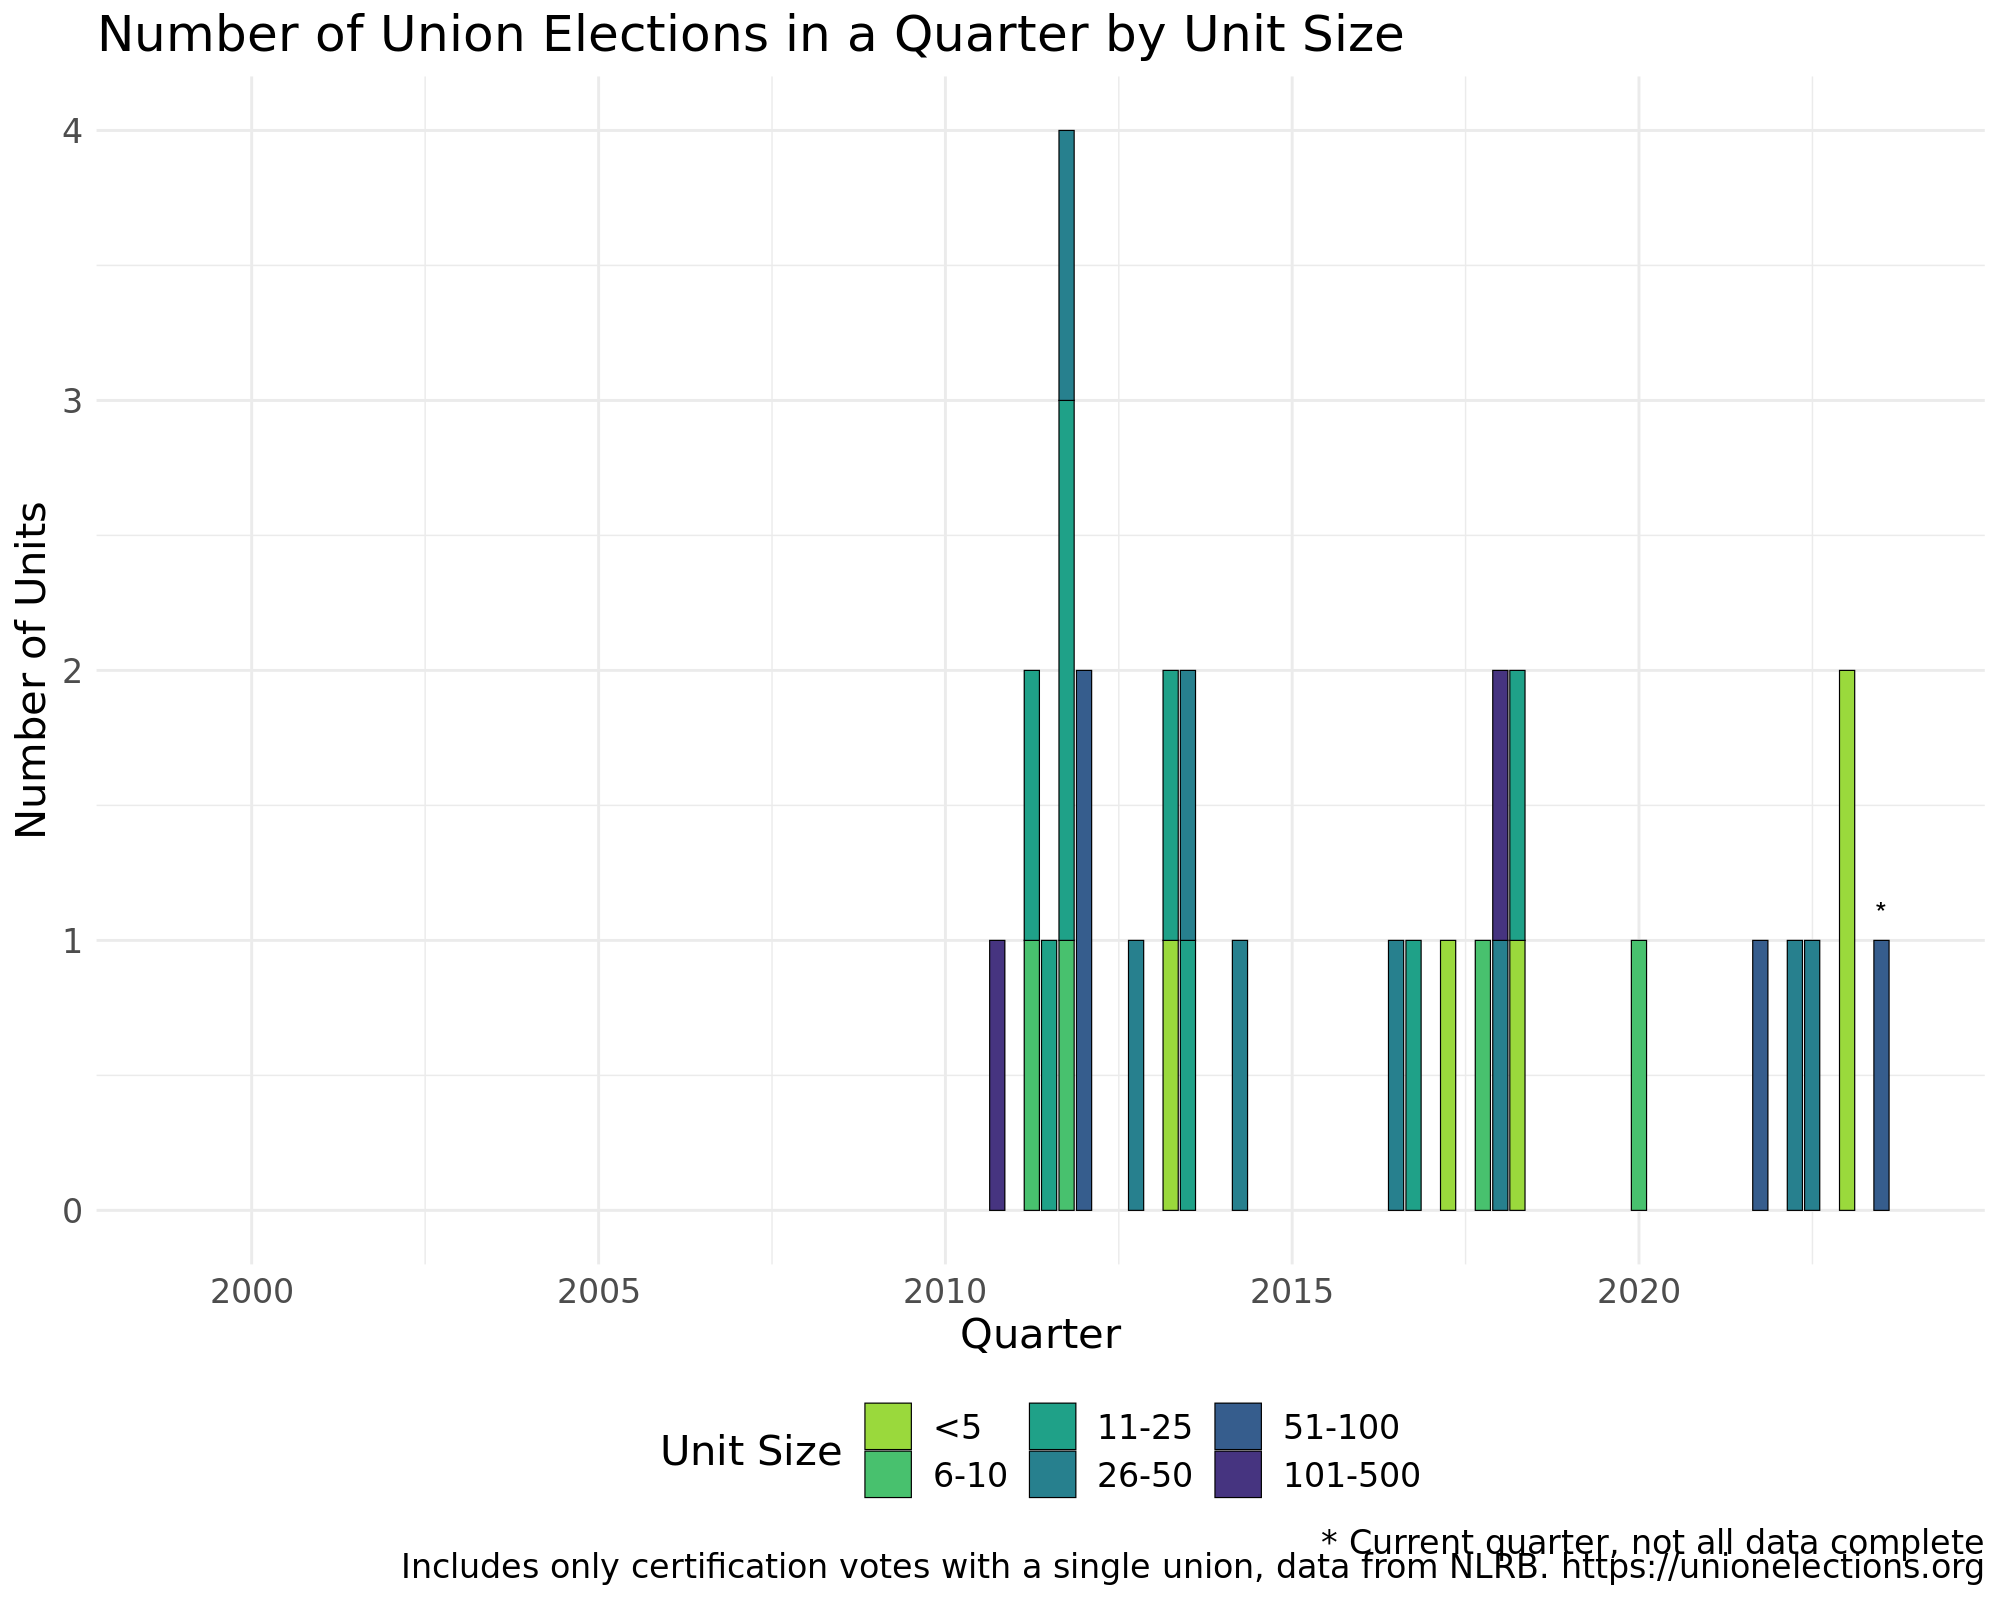 Number of Union Elections in a Quarter by Unit Size
Number of Units
4
3
2
1
0
*
2000 2005 2010 2015 2020
Quarter
Unit Size
<5 11-25 51-100
6-10 26-50 101-500
* Current quarter, not all data complete
Includes only certification votes with a single union, data from NLRB. https://unionelections.org